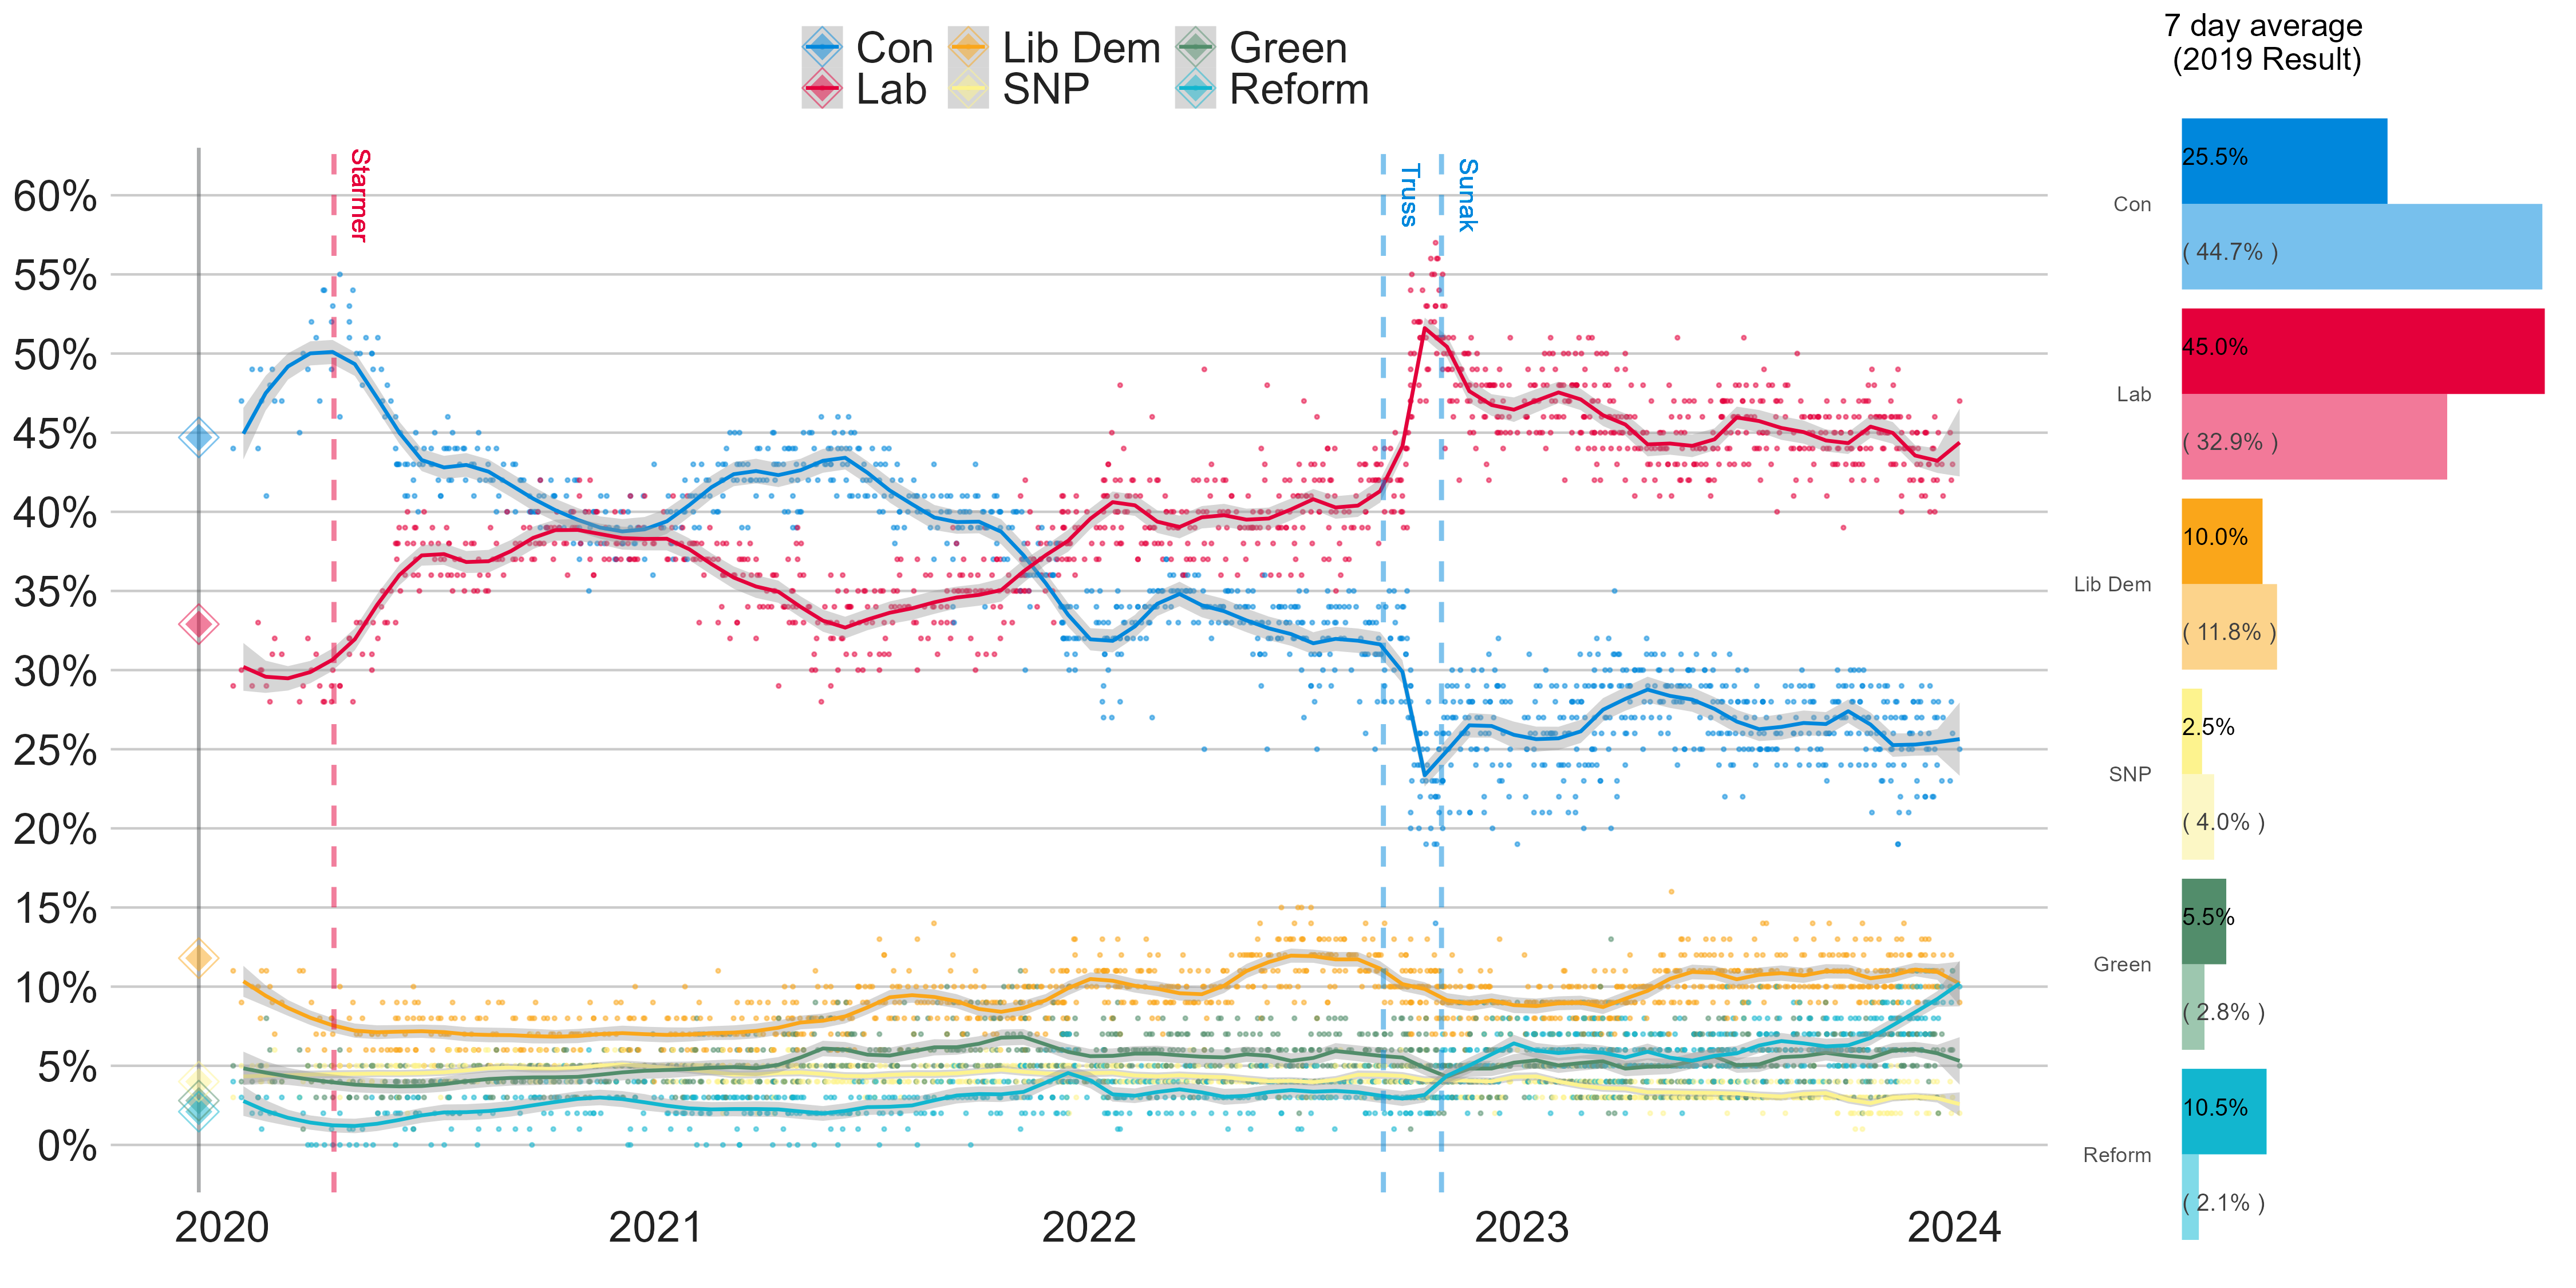 Con
Lib Dem
Green
Lab
SNP
Reform
7 day average
(2019 Result)
Starmer
Truss
Sunak
60%
55%
50%
45%
40%
35%
30%
25%
20%
15%
10%
5%
0%
2020
2021
2022
2023
2024
Con
25.5%
( 44.7% )
Lab
45.0%
( 32.9% )
Lib Dem
10.0%
( 11.8% )
SNP
2.5%
( 4.0% )
Green
5.5%
( 2.8% )
Reform
10.5%
( 2.1% )